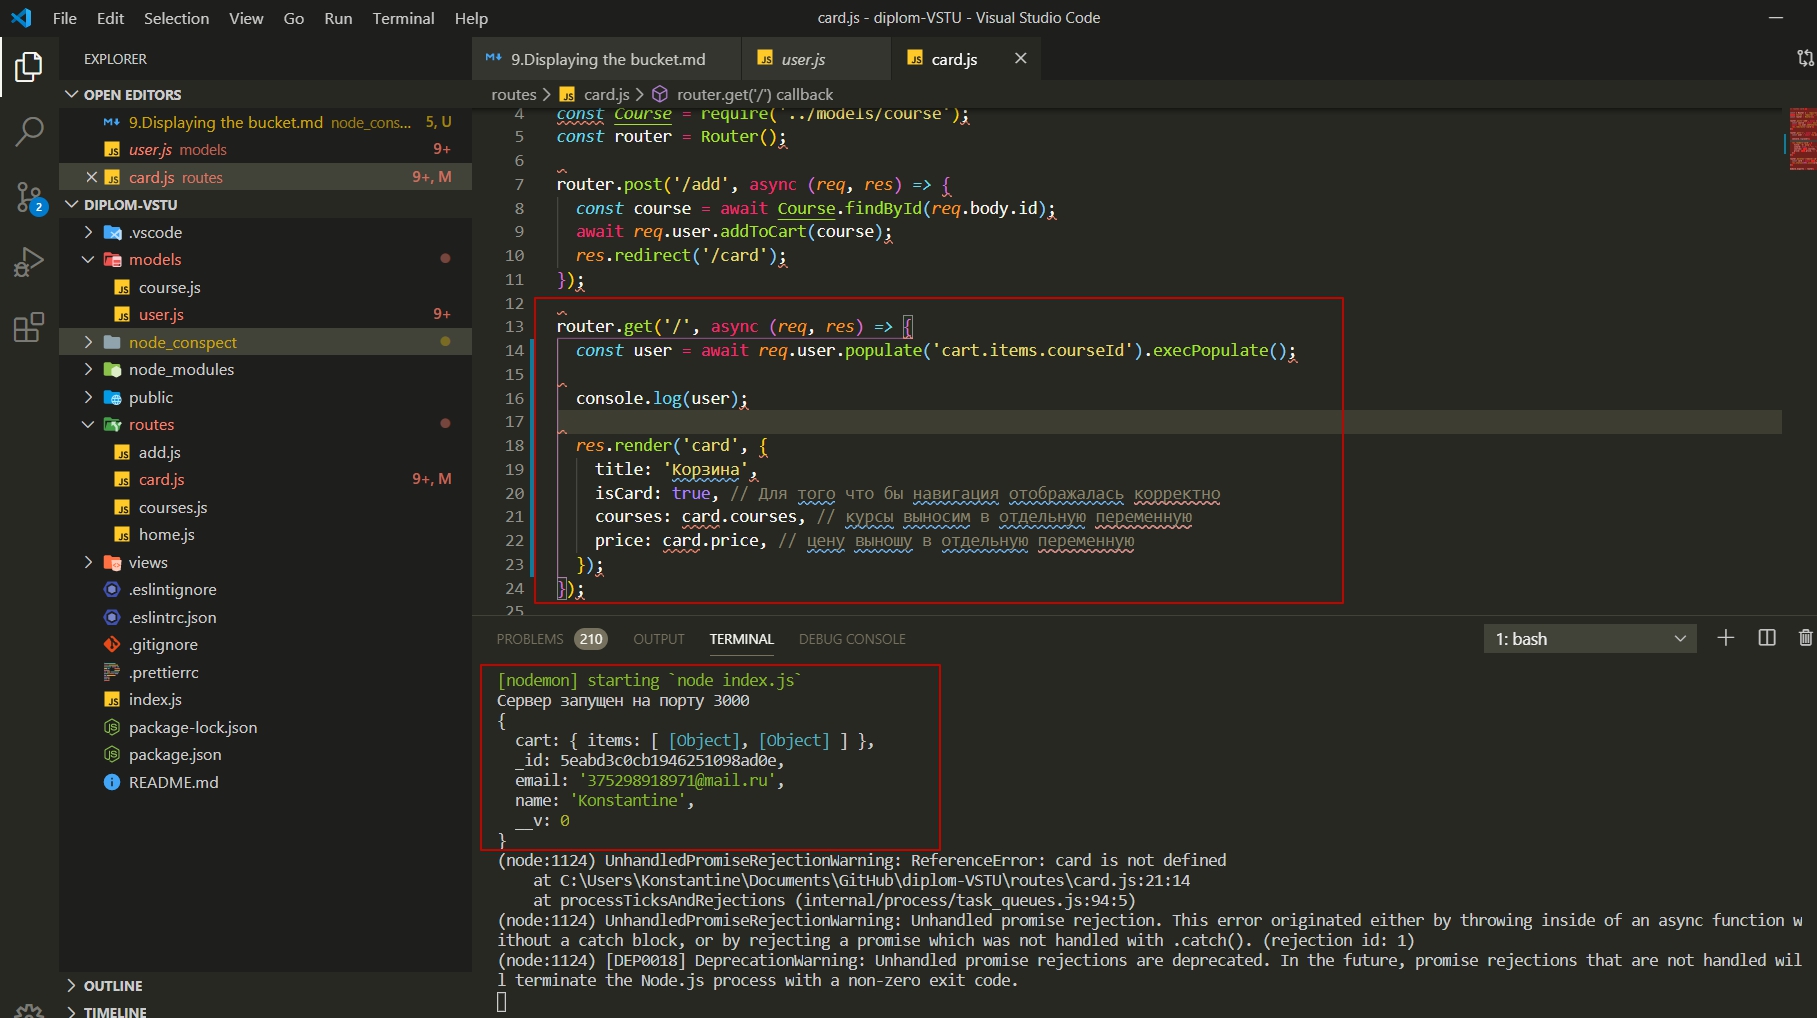 File Edit Selection View Go Run Terminal Help
card.js - diplom-VSTU - Visual Studio Code
EXPLORER
OPEN EDITORS
9.Displaying the bucket.md node_cons... 5, U
user.js models 9+
card.js routes 9+, M
2
DIPLOM-VSTU
.vscode
models
course.js
user.js 9+
node_conspect
node_modules
public
routes
add.js
card.js 9+, M
courses.js
home.js
views
.eslintignore
.eslintrc.json
.gitignore
.prettierrc
index.js
package-lock.json
package.json
README.md
OUTLINE
TIMELINE
9.Displaying the bucket.md
user.js
card.js
routes > card.js > router.get('/') callback
4 const Course = require('../models/course');
5 const router = Router();
6
7 router.post('/add', async (req, res) => {
8 const course = await Course.findById(req.body.id);
9 await req.user.addToCart(course);
10 res.redirect('/card');
11 });
12
13 router.get('/', async (req, res) => {
14 const user = await req.user.populate('cart.items.courseId').execPopulate();
15
16 console.log(user);
17
18 res.render('card', {
19 title: 'Корзина',
20 isCard: true, // Для того что бы навигация отображалась корректно
21 courses: card.courses, // курсы выносим в отдельную переменную
22 price: card.price, // цену выношу в отдельную переменную
23 });
24 });
25
PROBLEMS 210 OUTPUT TERMINAL DEBUG CONSOLE
1: bash
[nodemon] starting `node index.js`
Сервер запущен на порту 3000
{
cart: { items: [ [Object], [Object] ] },
_id: 5eabd3c0cb1946251098ad0e,
email: '375298918971@mail.ru',
name: 'Konstantine',
__v: 0
}
(node:1124) UnhandledPromiseRejectionWarning: ReferenceError: card is not defined
at C:\Users\Konstantine\Documents\GitHub\diplom-VSTU\routes\card.js:21:14
at processTicksAndRejections (internal/process/task_queues.js:94:5)
(node:1124) UnhandledPromiseRejectionWarning: Unhandled promise rejection. This error originated either by throwing inside of an async function w
ithout a catch block, or by rejecting a promise which was not handled with .catch(). (rejection id: 1)
(node:1124) [DEP0018] DeprecationWarning: Unhandled promise rejections are deprecated. In the future, promise rejections that are not handled wil
l terminate the Node.js process with a non-zero exit code.